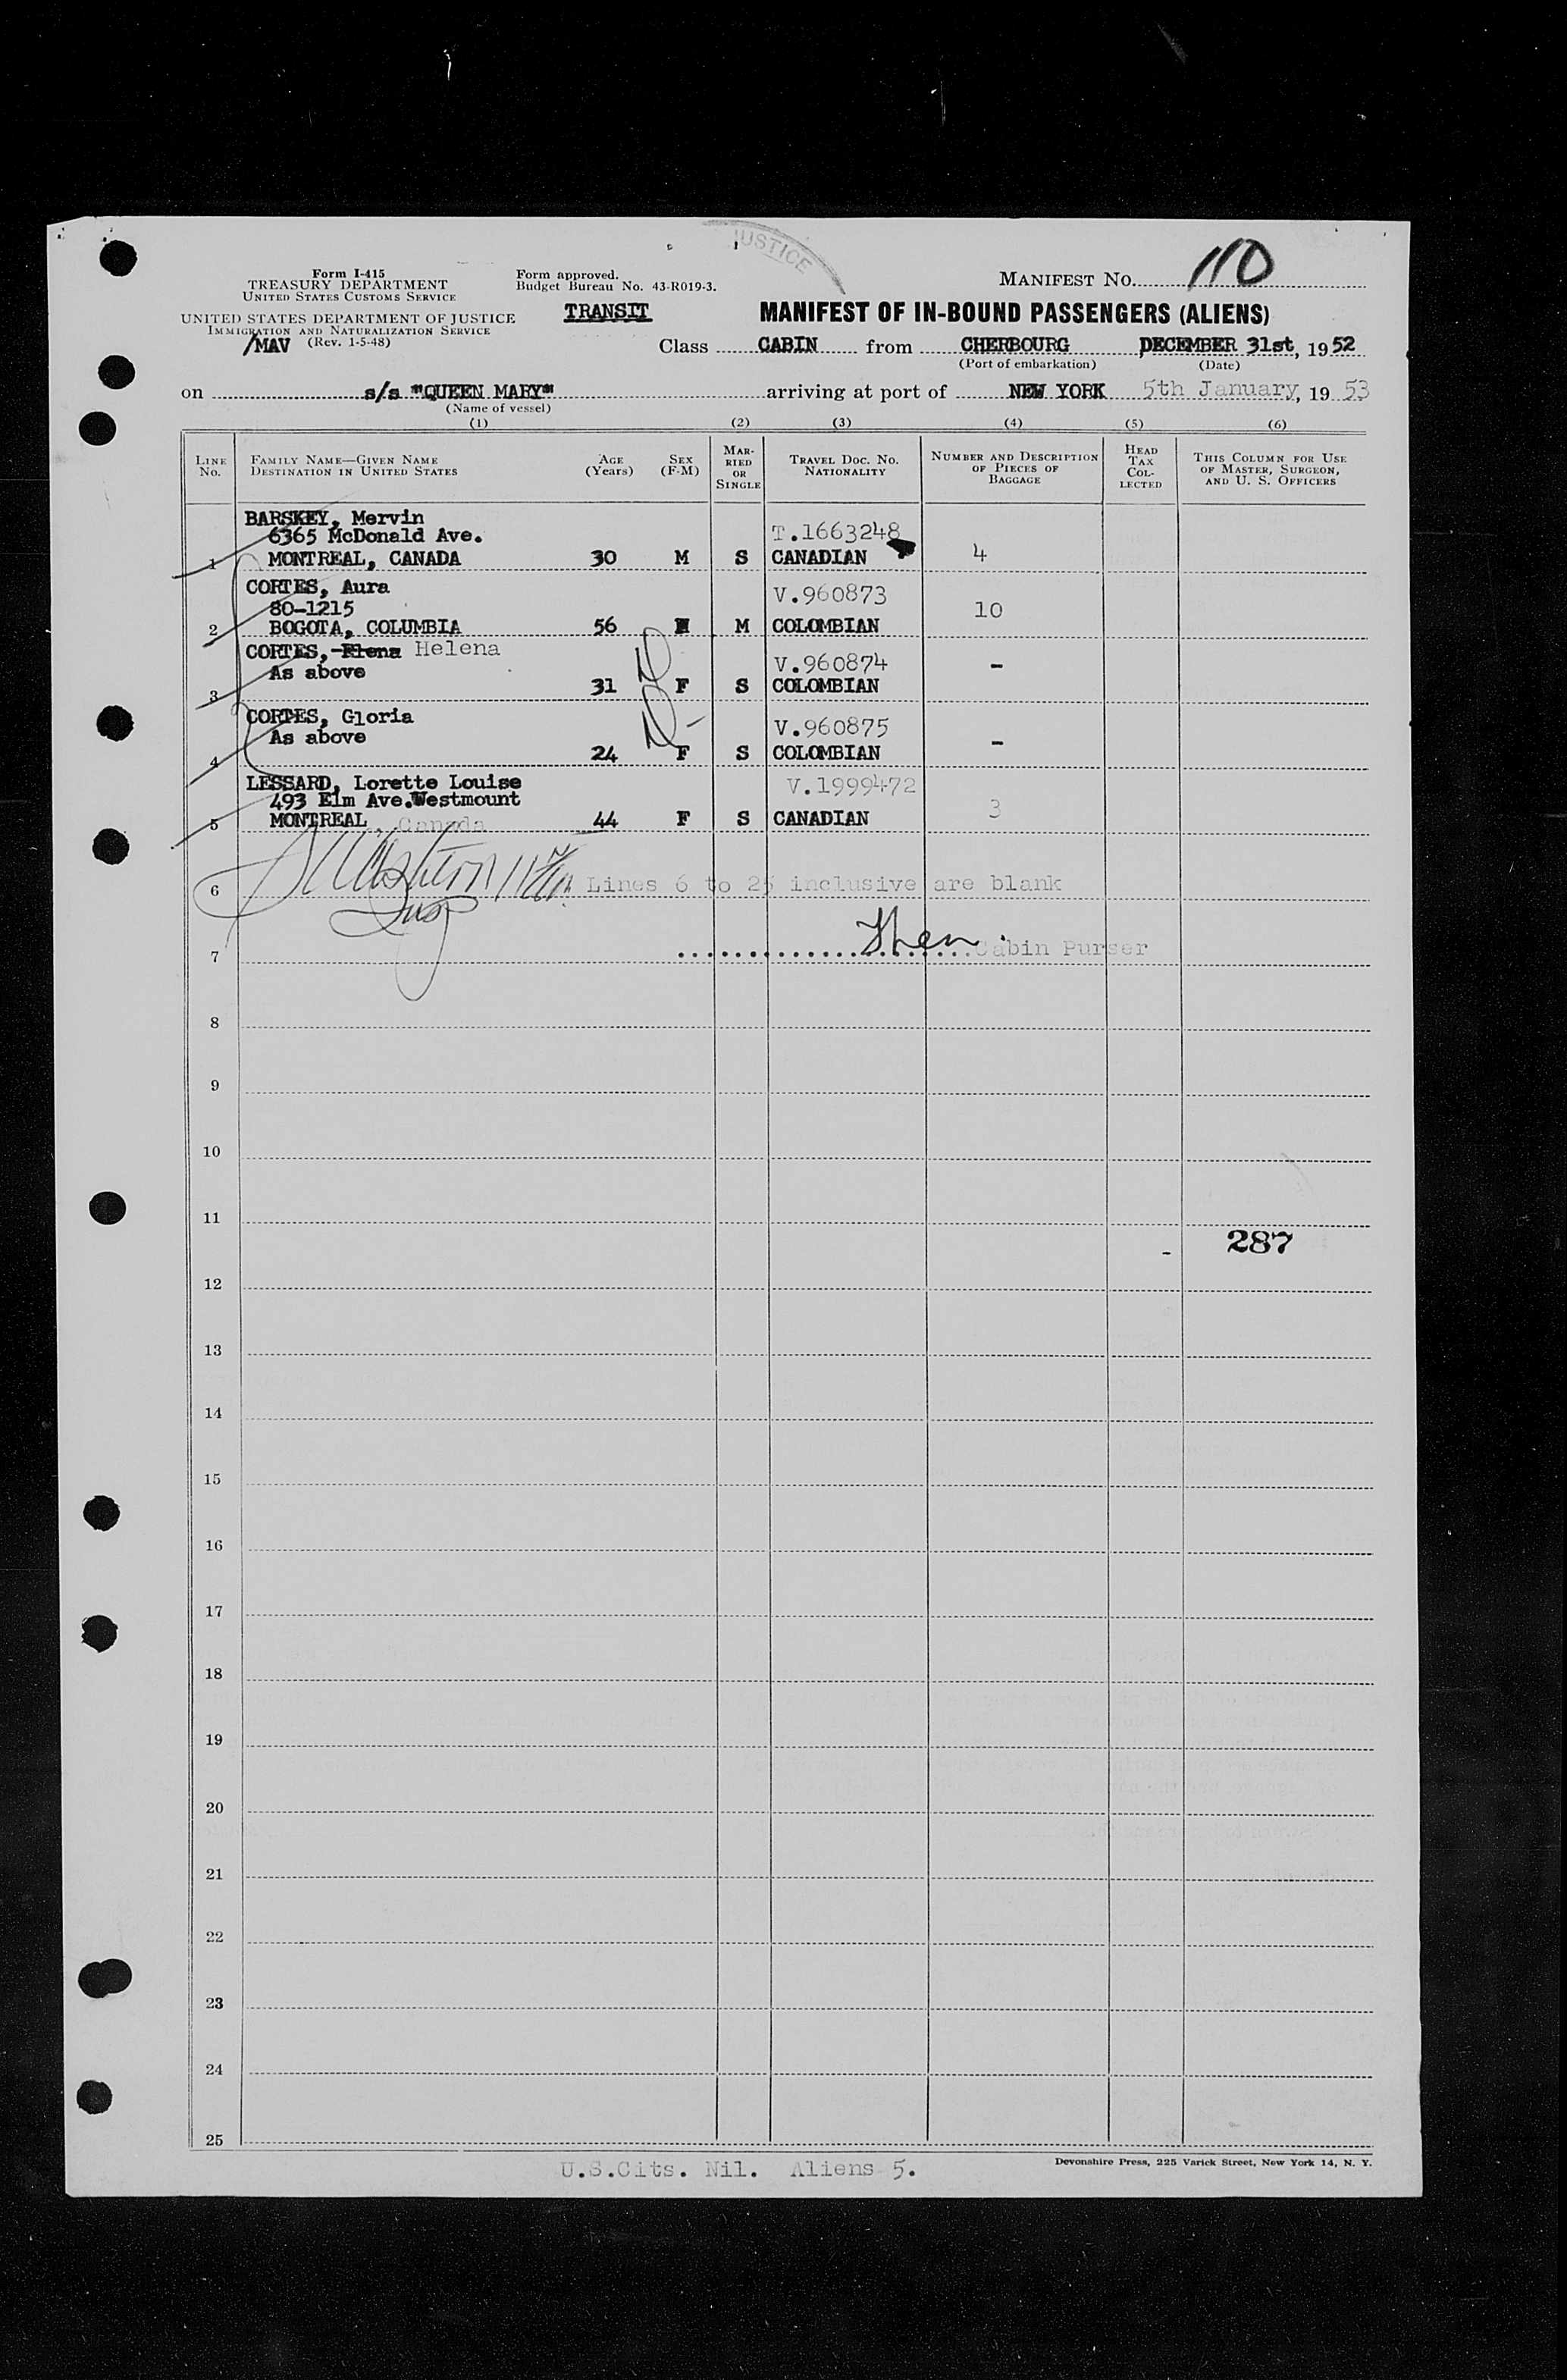 JUSTICE
Form I-415
TREASURY DEPARTMENT
UNITED STATES CUSTOMS SERVICE
UNITED STATES DEPARTMENT OF JUSTICE
IMMIGRATION AND NATURALIZATION SERVICE
/MAV (Rev. 1-5-48)
Form approved.
Budget Bureau No. 43-R019-3.
TRANSIT
MANIFEST NO. 110
MANIFEST OF IN-BOUND PASSENGERS (ALIENS)
Class CABIN from CHERBOURG DECEMBER 31st, 1952
(Port of embarkation) (Date)
on s/s "QUEEN MARY" arriving at port of NEW YORK 5th January, 19 53
(Name of vessel)
(1) (2) (3) (4) (5) (6)
LINE No. FAMILY NAME—GIVEN NAME DESTINATION IN UNITED STATES AGE (Years) SEX (F-M) MARRIED OR SINGLE TRAVEL DOC. NO. NATIONALITY NUMBER AND DESCRIPTION OF PIECES OF BAGGAGE HEAD TAX COLLECTED THIS COLUMN FOR USE OF MASTER, SURGEON, AND U. S. OFFICERS
BARSKEY, Mervin
6365 McDonald Ave. T.1663248
1 MONTREAL, CANADA 30 M S CANADIAN 4
CORTES, Aura V.960873
80-1215 10
2 BOGOTA, COLUMBIA 56 M COLOMBIAN
CORTES, Elena Helena V.960874 -
As above
3 31 F S COLOMBIAN
CORTES, Gloria V.960875
As above -
4 24 F S COLOMBIAN
LESSARD, Lorette Louise V.1999472
493 Elm Ave.Westmount 3
5 MONTREAL, Canada 44 F S CANADIAN
6 Lines 6 to 25 inclusive are blank
Insp
7 Cabin Purser
8
9
10
11
- 287
12
13
14
15
16
17
18
19
20
21
22
23
24
25
U.S.Cits. Nil. Aliens 5.
Devonshire Press, 225 Varick Street, New York 14, N. Y.